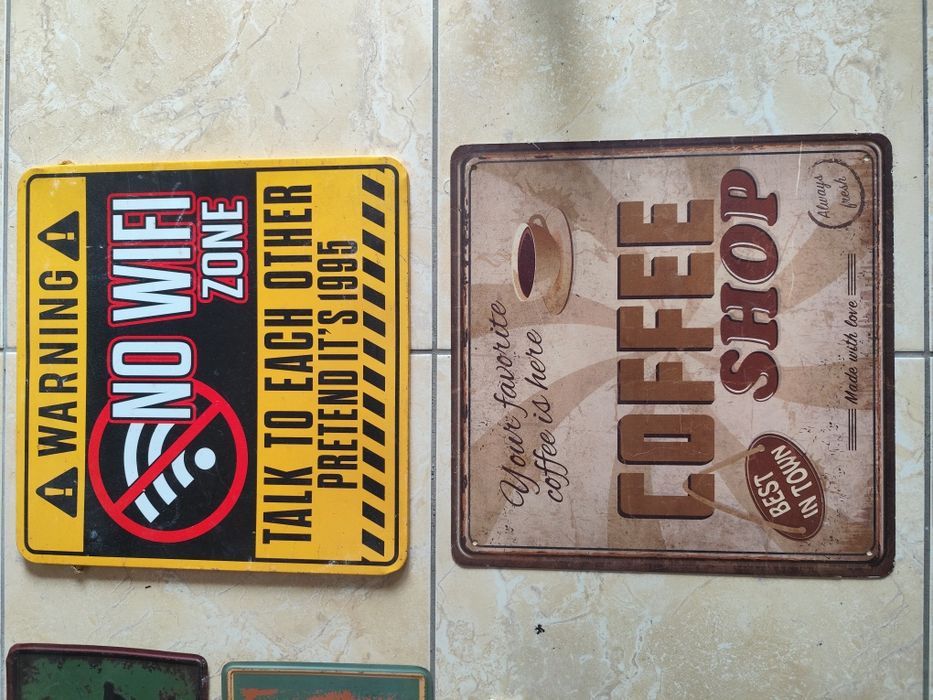 WARNING
NO WIFI
ZONE
TALK TO EACH OTHER
PRETEND IT'S 1995
Your favorite
coffee is here
COFFEE
SHOP
BEST
IN TOWN
Made with love
Always
fresh